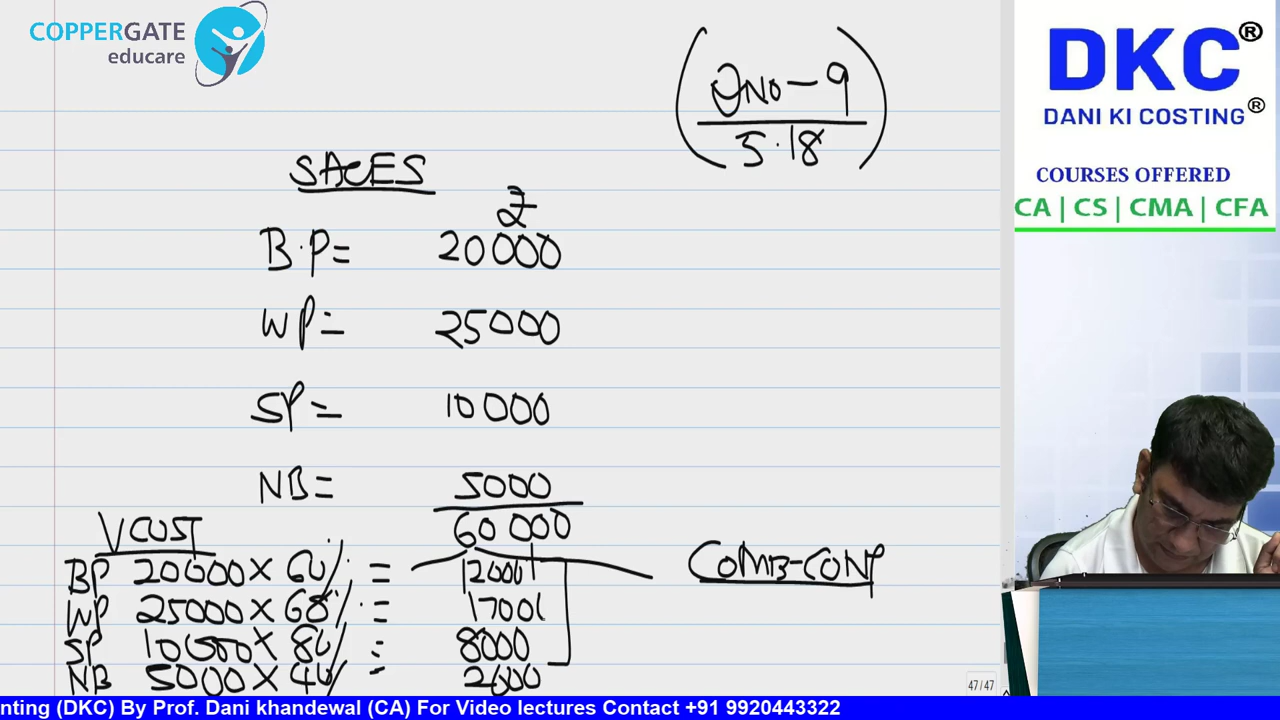 COPPERGATE
educare
QNO-9
5.18
SALES
₹
B.P= 20000
WP= 25000
SP= 10000
NB= 5000
60000
V COST
BP 20000 × 60% = 12000
WP 25000 × 68% = 17000
SP 10000 × 80% = 8000
NB 5000 × 40% = 2000
COMB-CONT
47/47
DKC®
DANI KI COSTING®
COURSES OFFERED
CA | CS | CMA | CFA
nting (DKC) By Prof. Dani khandewal (CA) For Video lectures Contact +91 9920443322